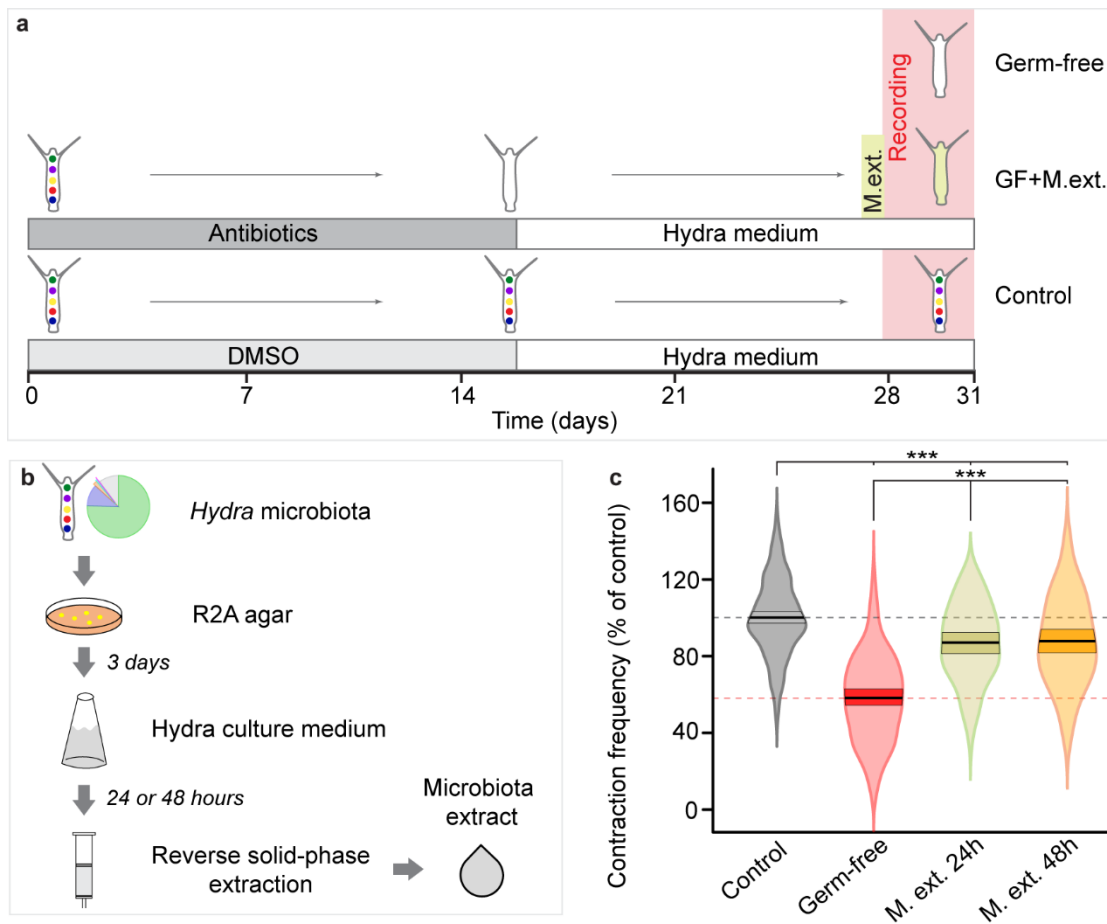 a
Germ-free
Recording
M.ext.
GF+M.ext.
Antibiotics
Hydra medium
Control
DMSO
Hydra medium
0 7 14 21 28 31
Time (days)
b
Hydra microbiota
R2A agar
3 days
Hydra culture medium
24 or 48 hours
Reverse solid-phase
extraction
Microbiota
extract
c
***
***
Contraction frequency (% of control)
160
120
80
40
0
Control
Germ-free
M. ext. 24h
M. ext. 48h